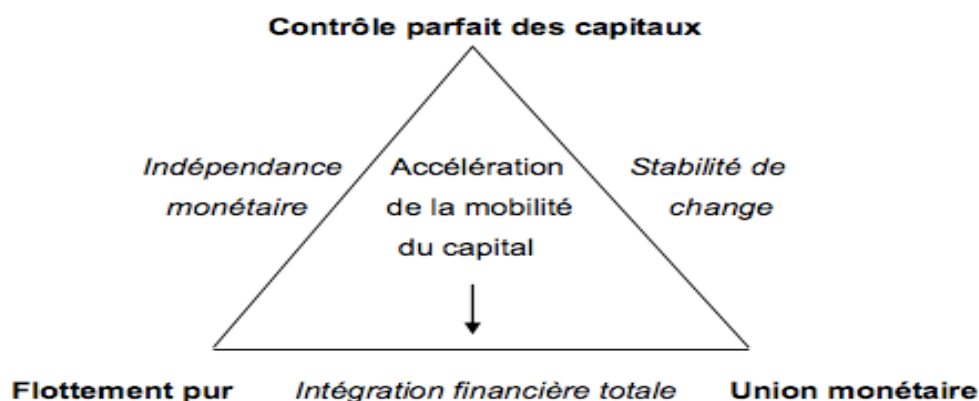 Contrôle parfait des capitaux
Indépendance monétaire
Accélération de la mobilité du capital
Stabilité de change
Flottement pur
Intégration financière totale
Union monétaire